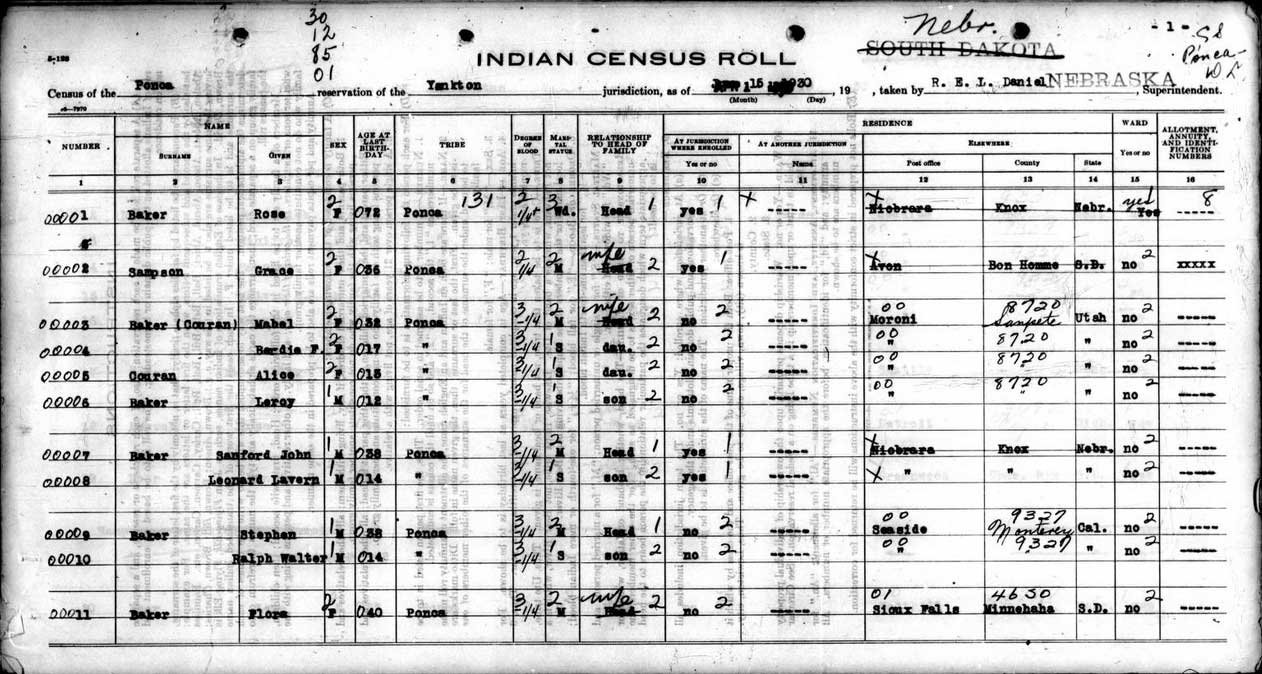 30
12
85
01
Nebr.
- 1 -
5-128
INDIAN CENSUS ROLL
SOUTH DAKOTA
Ponca
Census of the Ponca reservation of the Yankton jurisdiction, as of 15 1930, 19 , taken by R. E. L. Daniel NEBRASKA, Superintendent.
(Month) (Day)
NUMBER NAME SEX AGE AT LAST BIRTHDAY TRIBE DEGREE OF BLOOD MARITAL STATUS RELATIONSHIP TO HEAD OF FAMILY RESIDENCE WARD ALLOTMENT, ANNUITY, AND IDENTIFICATION NUMBERS
SURNAME GIVEN AT JURISDICTION WHERE ENROLLED AT ANOTHER JURISDICTION ELSEWHERE
Yes or no Name Post office County State Yes or no
1 2 3 4 5 6 7 8 9 10 11 12 13 14 15 16
131
00001 Baker Rose 2 F 072 Ponca 2 1/4+ 3 Wd. Head 1 yes 1 x ----- x Niobrara Knox Nebr. yes 1 Yes 8 -----
00002 Sampson Grace 2 F 036 Ponca 2 1/4 2 M wife Head 2 yes 1 ----- x Avon Bon Homme S.D. no 2 xxxxx
00003 Baker (Couran) Mabel 2 F 032 Ponca 3 -1/4 2 M wife Head 2 no 2 ----- 00 Moroni 8720 Sanpete Utah no 2 -----
00004 " Berdie F. 2 F 017 " 3 -1/4 1 S dau. 2 no 2 ----- 00 " 8720 " no 2 -----
00005 Couran Alice 2 F 015 " 3 -1/4 1 S dau. 2 no 2 ----- 00 " 8720 " no 2 -----
00006 " Leroy 1 M 012 " 3 -1/4 1 S son 2 no 2 ----- 00 " 8720 " " no 2 -----
00007 Baker Sanford John 1 M 038 Ponca 3 -1/4 2 M Head 1 yes 1 ----- x Niobrara Knox Nebr. no 2 -----
00008 " Leonard Lavern 1 M 014 " 3 -1/4 1 S son 2 yes 1 ----- x " " " no 2 -----
00009 Baker Stephen 1 M 038 Ponca 3 -1/4 2 M Head 1 no 2 ----- 00 Seaside 9327 Monterey Cal. no 2 -----
00010 " Ralph Walter 1 M 014 " 3 -1/4 1 S son 2 no 2 ----- 00 " 9327 " no 2 -----
00011 Baker Flora 2 F 040 Ponca 3 -1/4 2 M wife Head 2 no 2 ----- 01 Sioux Falls 4630 Minnehaha S.D. no 2 -----